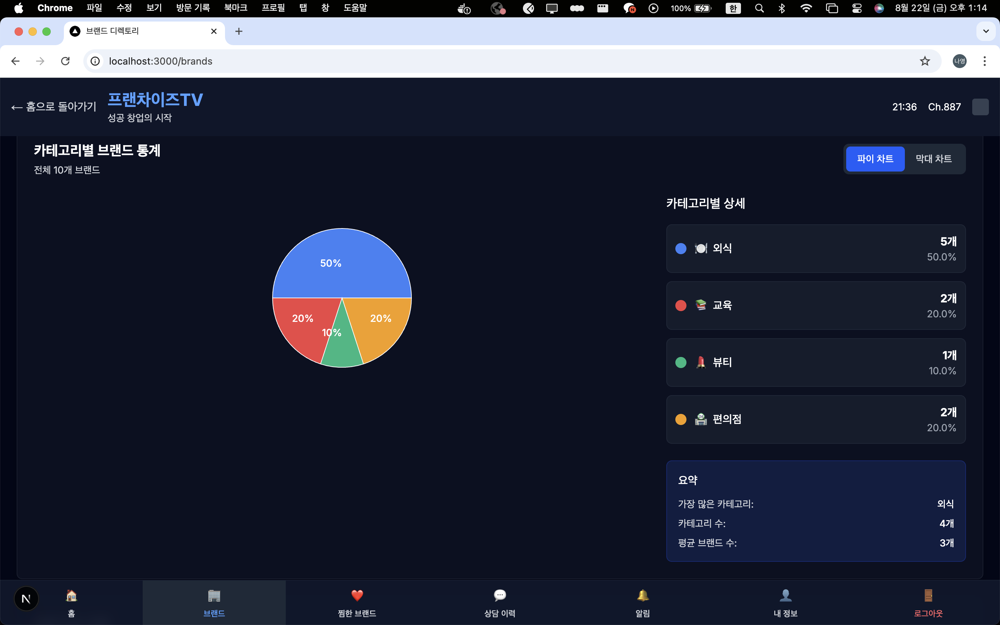 Chrome 파일 수정 보기 방문 기록 북마크 프로필 탭 창 도움말 100% 한 8월 22일 (금) 오후 1:14
브랜드 디렉토리
localhost:3000/brands 나영
← 홈으로 돌아가기
프랜차이즈TV
성공 창업의 시작
21:36 Ch.887
카테고리별 브랜드 통계
전체 10개 브랜드
파이 차트 막대 차트
50%
20%
10%
20%
카테고리별 상세
외식 5개
50.0%
교육 2개
20.0%
뷰티 1개
10.0%
24
편의점 2개
20.0%
요약
가장 많은 카테고리: 외식
카테고리 수: 4개
평균 브랜드 수: 3개
N
홈 브랜드 찜한 브랜드 상담 이력 알림 내 정보 로그아웃